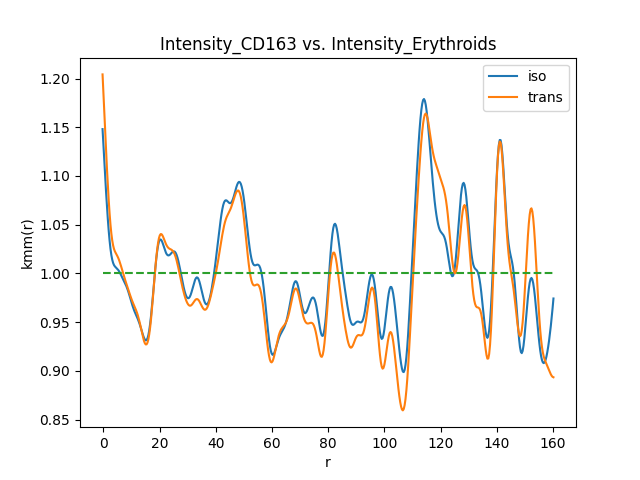 Intensity_CD163 vs. Intensity_Erythroids
iso
trans
kmm(r)
1.20
1.15
1.10
1.05
1.00
0.95
0.90
0.85
0 20 40 60 80 100 120 140 160
r